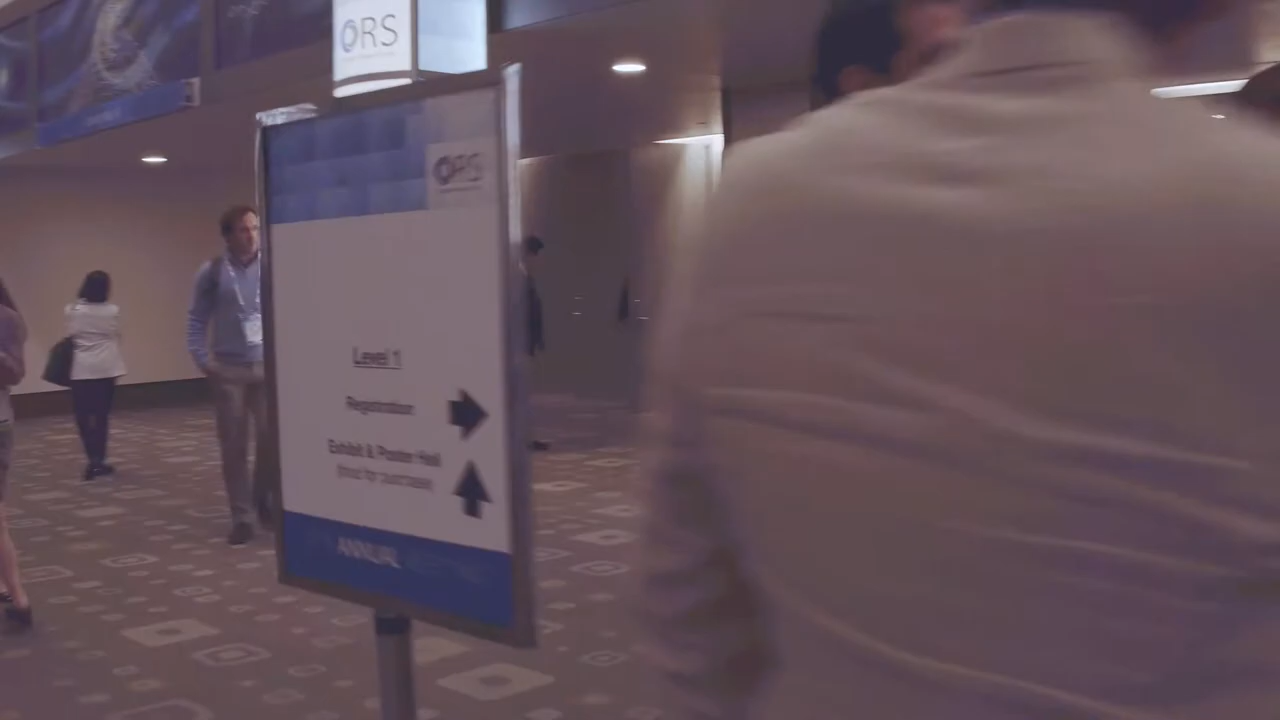 ORS
ORS
Level 1
Registration
Exhibit & Poster Hall
ANNUAL